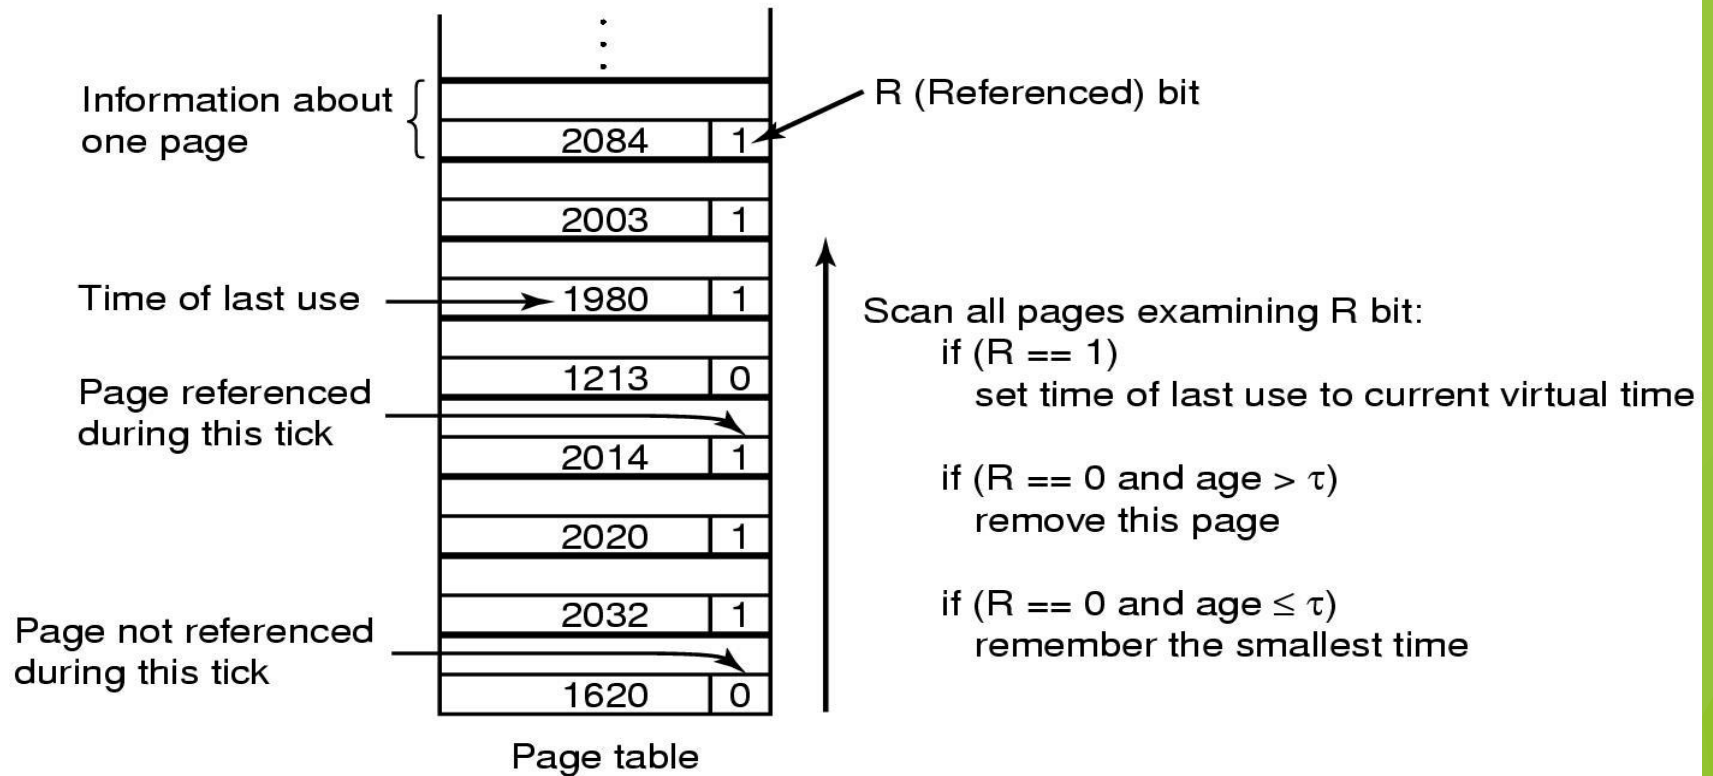 Information about
one page
R (Referenced) bit
2084 1
2003 1
Time of last use
1980 1
1213 0
Page referenced
during this tick
2014 1
2020 1
2032 1
Page not referenced
during this tick
1620 0
Page table
Scan all pages examining R bit:
if (R == 1)
set time of last use to current virtual time
if (R == 0 and age > τ)
remove this page
if (R == 0 and age ≤ τ)
remember the smallest time